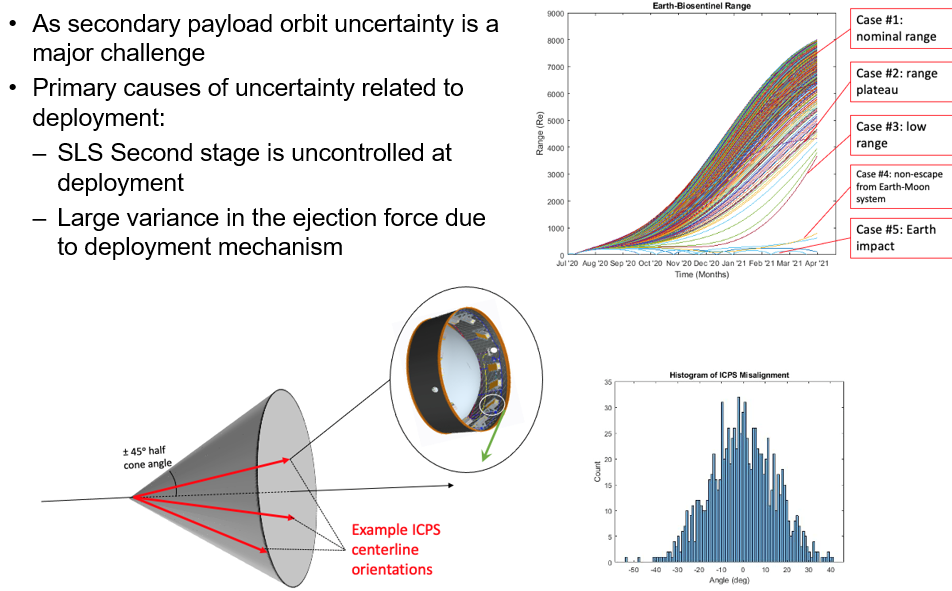 • As secondary payload orbit uncertainty is a
major challenge
• Primary causes of uncertainty related to
deployment:
– SLS Second stage is uncontrolled at
deployment
– Large variance in the ejection force due
to deployment mechanism
Earth-Biosentinel Range
9000
8000
7000
6000
5000
4000
3000
2000
1000
0
Range (Re)
Jul '20 Aug '20 Sep '20 Oct '20 Nov '20 Dec '20 Jan '21 Feb '21 Mar '21 Apr '21
Time (Months)
Case #1:
nominal range
Case #2: range
plateau
Case #3: low
range
Case #4: non-escape
from Earth-Moon
system
Case #5: Earth
impact
± 45° half
cone angle
Example ICPS
centerline
orientations
Histogram of ICPS Misalignment
35
30
25
20
15
10
5
0
Count
-50 -40 -30 -20 -10 0 10 20 30 40
Angle (deg)